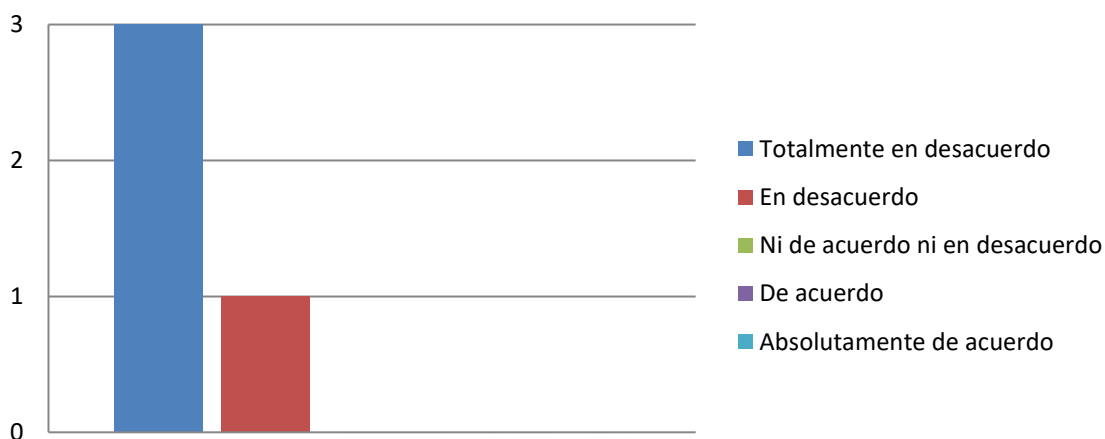 3
2
1
0
Totalmente en desacuerdo
En desacuerdo
Ni de acuerdo ni en desacuerdo
De acuerdo
Absolutamente de acuerdo